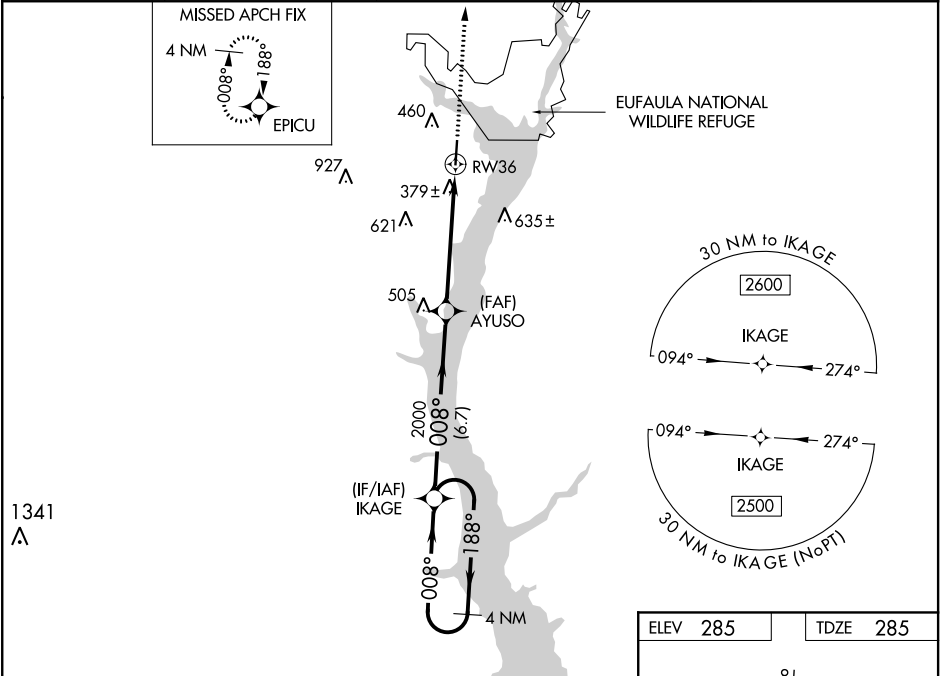 MISSED APCH FIX
4 NM
008°
188°
EPICU
460
EUFAULA NATIONAL
WILDLIFE REFUGE
927
RW36
379±
621
635±
505
(FAF)
AYUSO
2000
008°
(6.7)
(IF/IAF)
IKAGE
1341
008°
188°
4 NM
30 NM to IKAGE
2600
IKAGE
094°
274°
094°
274°
IKAGE
2500
30 NM to IKAGE (NoPT)
ELEV 285
TDZE 285